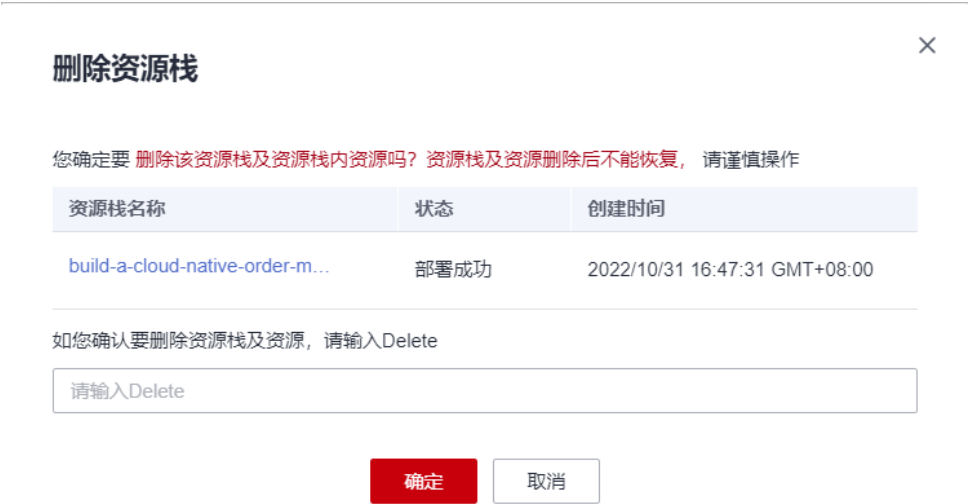 删除资源栈
您确定要 删除该资源栈及资源栈内资源吗？资源栈及资源删除后不能恢复， 请谨慎操作
资源栈名称 状态 创建时间
build-a-cloud-native-order-m... 部署成功 2022/10/31 16:47:31 GMT+08:00
如您确认要删除资源栈及资源，请输入Delete
请输入Delete
确定 取消